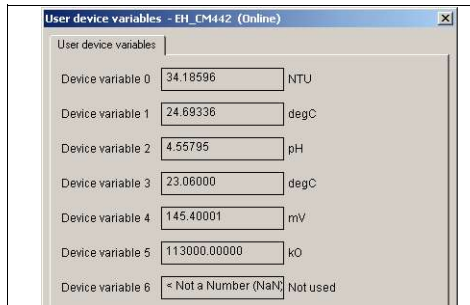 User device variables - EH_CM442 (Online)
User device variables
Device variable 0 34.18596 NTU
Device variable 1 24.69336 degC
Device variable 2 4.55795 pH
Device variable 3 23.06000 degC
Device variable 4 145.40001 mV
Device variable 5 113000.00000 kO
Device variable 6 < Not a Number (NaN) Not used